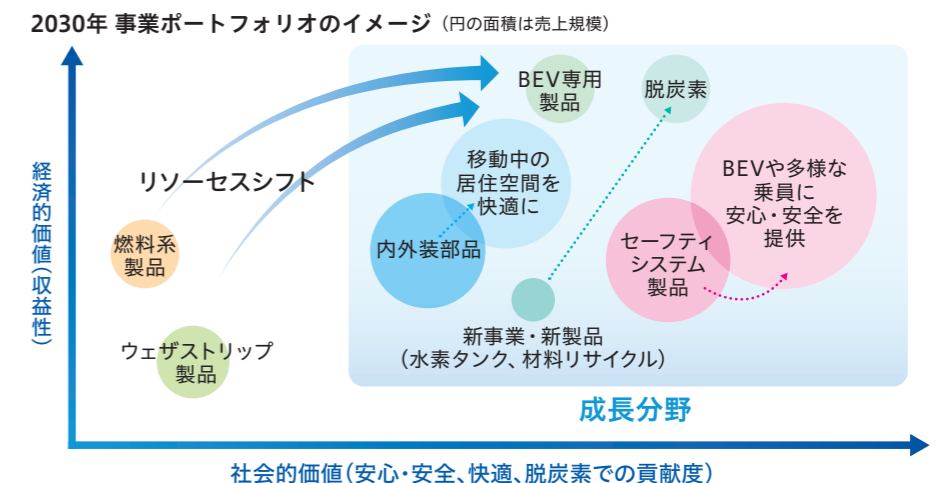 2030年 事業ポートフォリオのイメージ（円の面積は売上規模）
経済的価値（収益性）
リソーセスシフト
燃料系
製品
ウェザストリップ
製品
BEV専用
製品
脱炭素
移動中の
居住空間を
快適に
内外装部品
BEVや多様な
乗員に
安心・安全を
提供
セーフティ
システム
製品
新事業・新製品
（水素タンク、材料リサイクル）
成長分野
社会的価値（安心・安全、快適、脱炭素での貢献度）